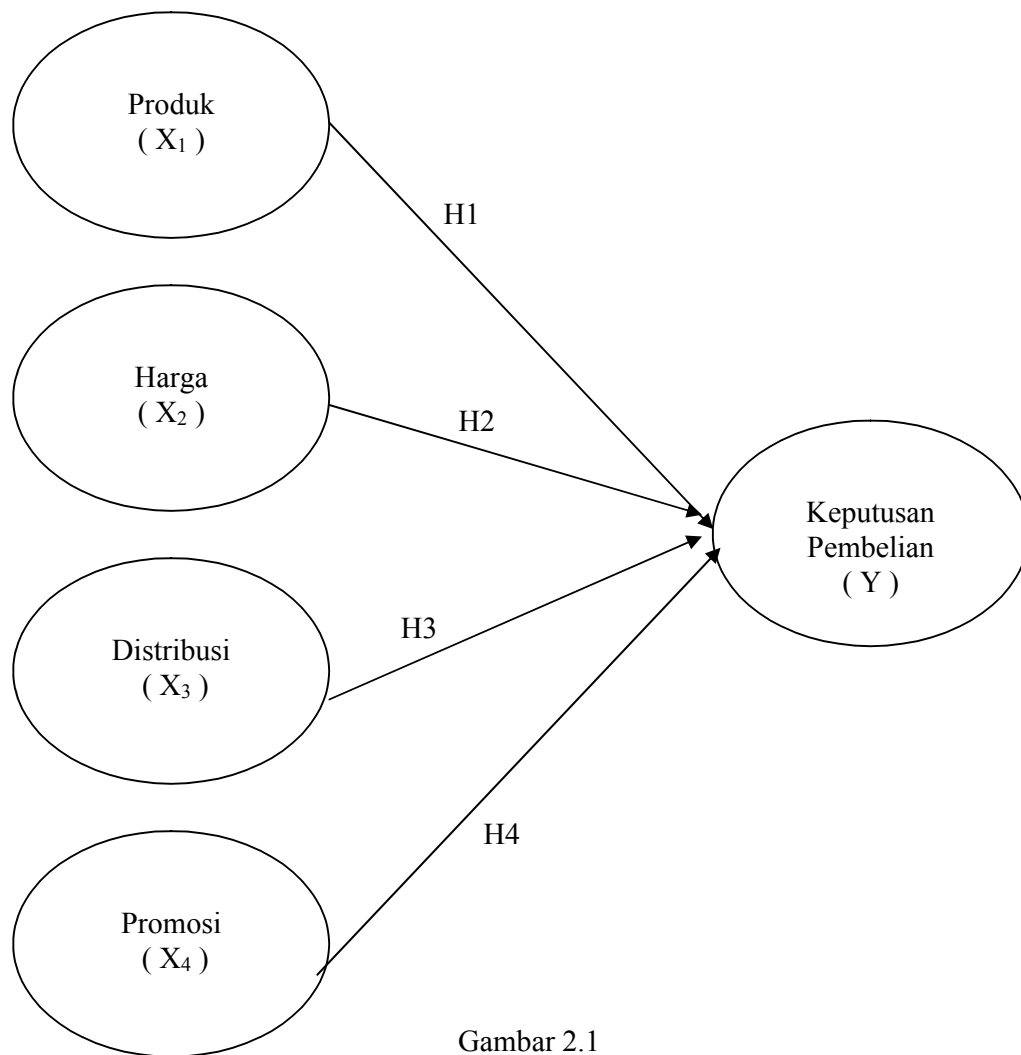 Produk
( X₁ )
H1
Harga
( X₂ )
H2
Keputusan
Pembelian
( Y )
Distribusi
( X₃ )
H3
Promosi
( X₄ )
H4
Gambar 2.1